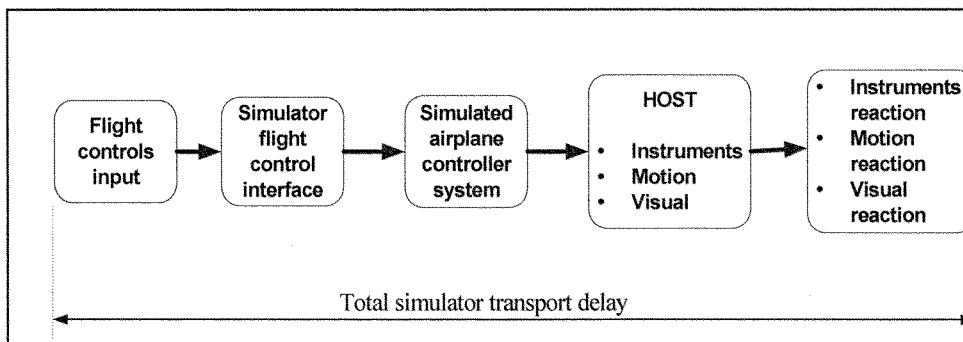 Flight
controls
input
Simulator
flight
control
interface
Simulated
airplane
controller
system
HOST
• Instruments
• Motion
• Visual
• Instruments
reaction
• Motion
reaction
• Visual
reaction
Total simulator transport delay